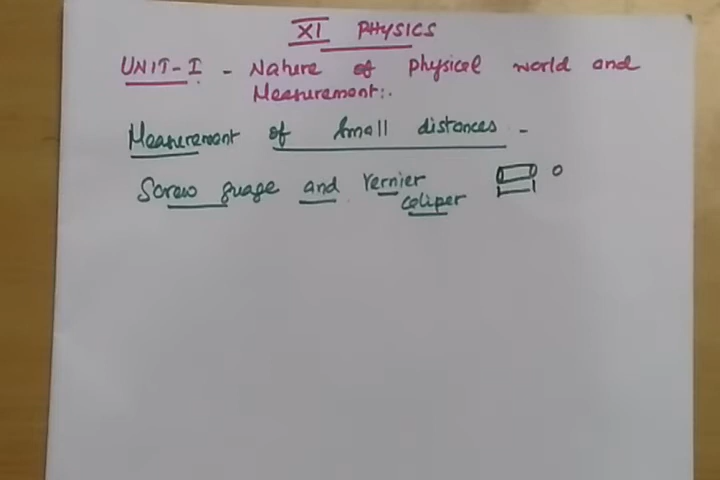 XI PHYSICS
UNIT-I - Nature of Physical world and
Measurement:.
Measurement of Small distances -
Screw guage and Vernier
caliper